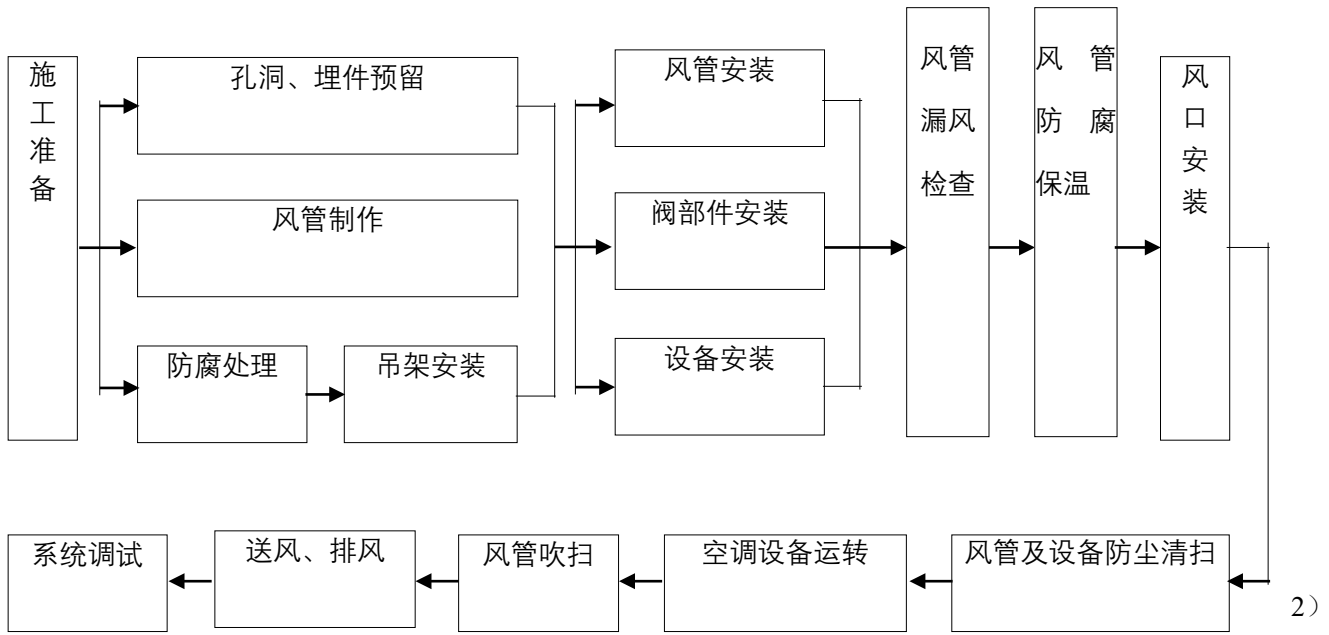 施
工
准
备
孔洞、埋件预留
风管制作
防腐处理
吊架安装
风管安装
阀部件安装
设备安装
风管
漏风
检查
风 管
防 腐
保温
风
口
安
装
风管及设备防尘清扫
空调设备运转
风管吹扫
送风、排风
系统调试
2）